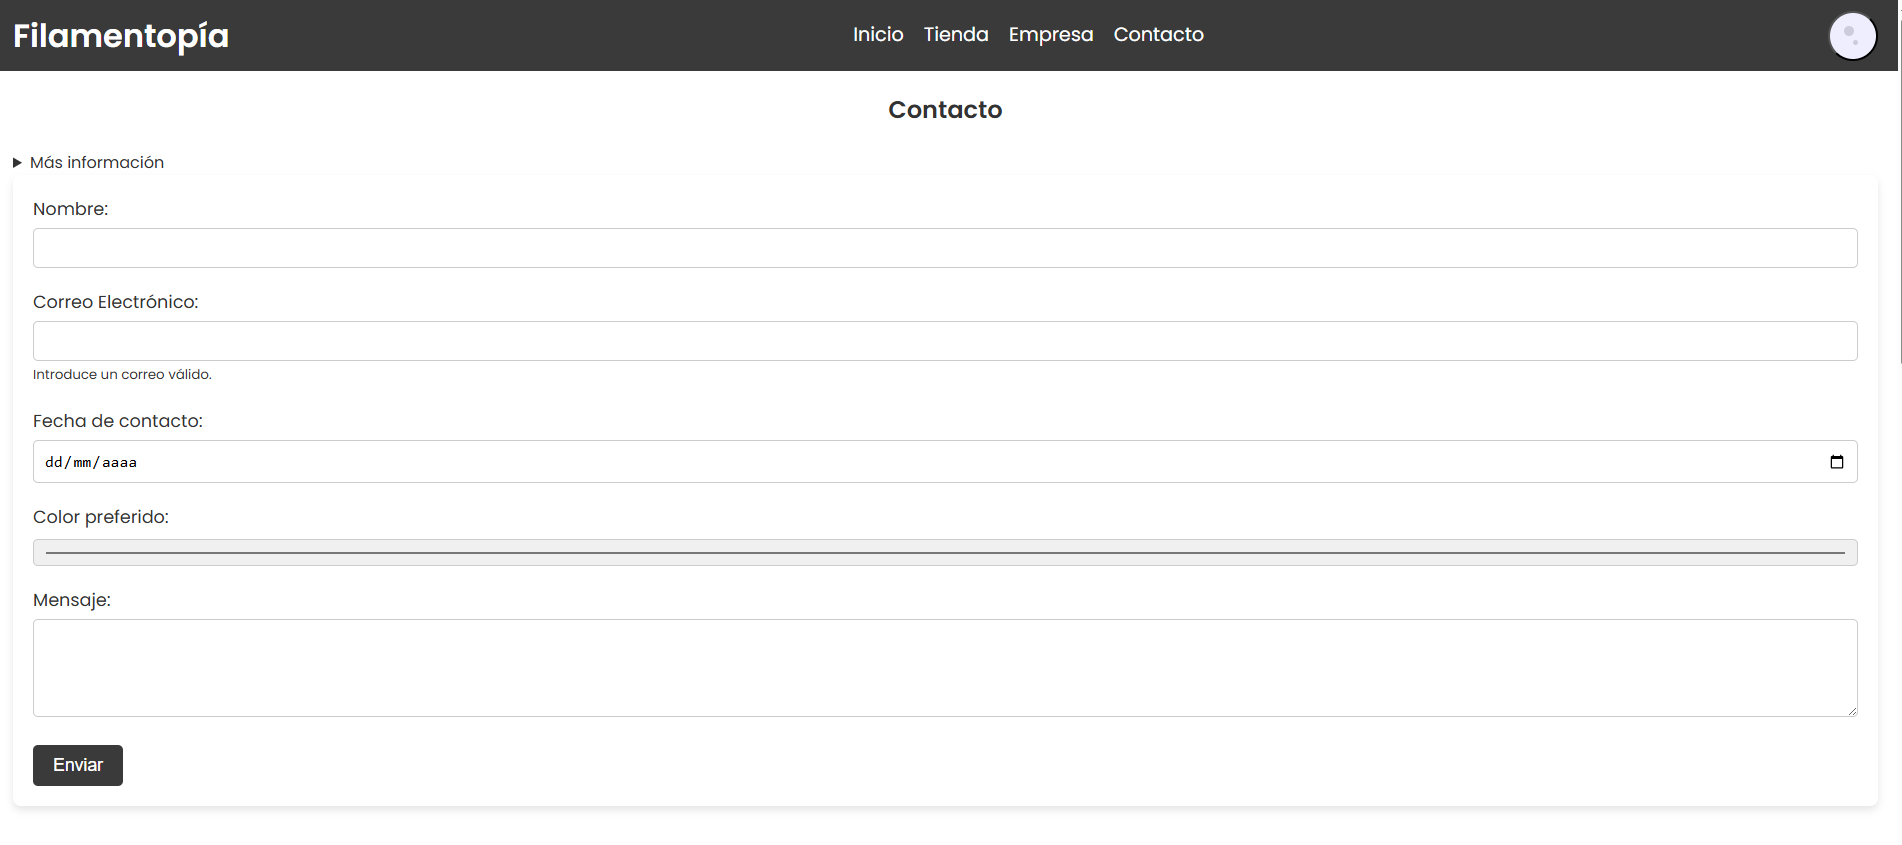 Filamentopía
Inicio Tienda Empresa Contacto
Contacto
Más información
Nombre:
Correo Electrónico:
Introduce un correo válido.
Fecha de contacto:
dd/mm/aaaa
Color preferido:
Mensaje:
Enviar